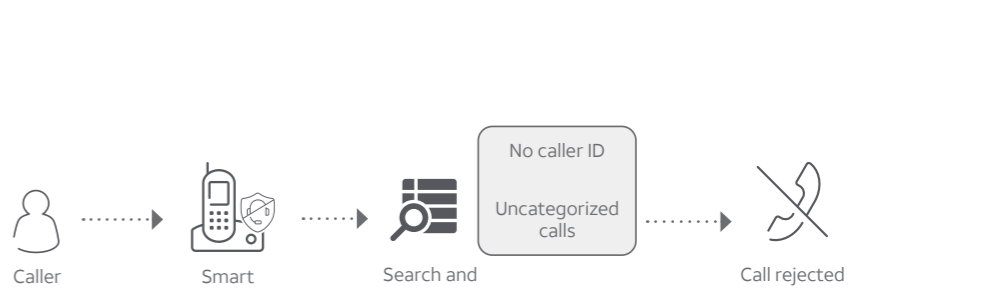 No caller ID
Uncategorized
calls
Caller
Smart
Search and
Call rejected